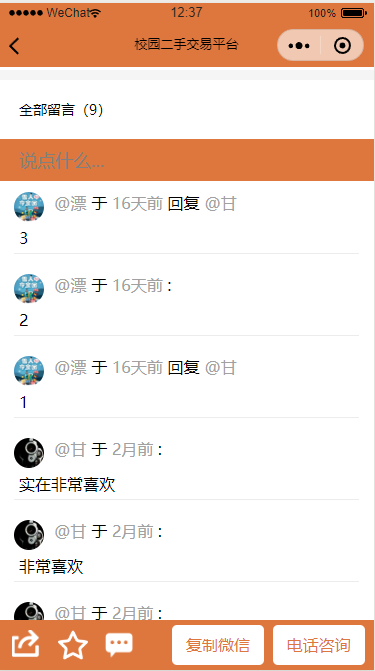 WeChat 12:37 100%
校园二手交易平台
全部留言（9）
说点什么...
@漂 于 16天前 回复 @甘
3
@漂 于 16天前 :
2
@漂 于 16天前 回复 @甘
1
@甘 于 2月前 :
实在非常喜欢
@甘 于 2月前 :
非常喜欢
@甘 于 2月前 :
复制微信 电话咨询